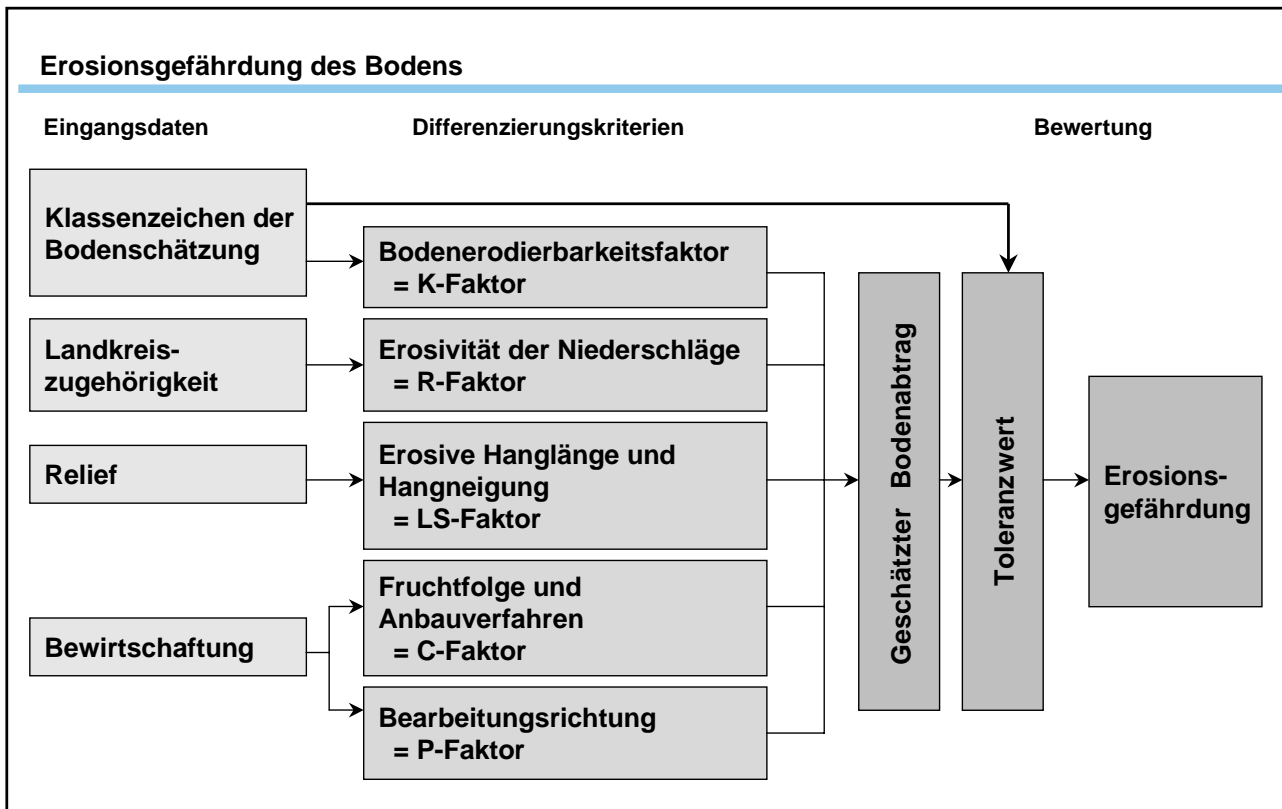 Erosionsgefährdung des Bodens
Eingangsdaten
Differenzierungskriterien
Bewertung
Klassenzeichen der
Bodenschätzung
Bodenerodierbarkeitsfaktor
= K-Faktor
Landkreis-
zugehörigkeit
Erosivität der Niederschläge
= R-Faktor
Relief
Erosive Hanglänge und
Hangneigung
= LS-Faktor
Bewirtschaftung
Fruchtfolge und
Anbauverfahren
= C-Faktor
Bearbeitungsrichtung
= P-Faktor
Geschätzter Bodenabtrag
Toleranzwert
Erosions-
gefährdung